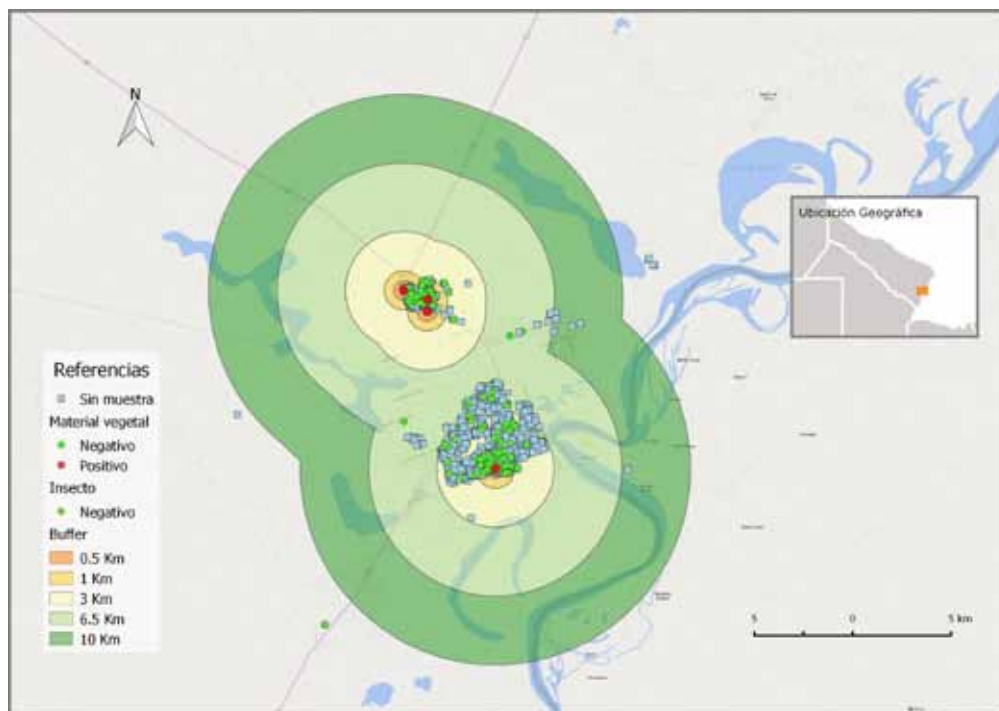 N
Ubicación Geográfica
Referencias
Sin muestra
Material vegetal
Negativo
Positivo
Insecto
Negativo
Buffer
0.5 Km
1 Km
3 Km
6.5 Km
10 Km
5 0 5 km